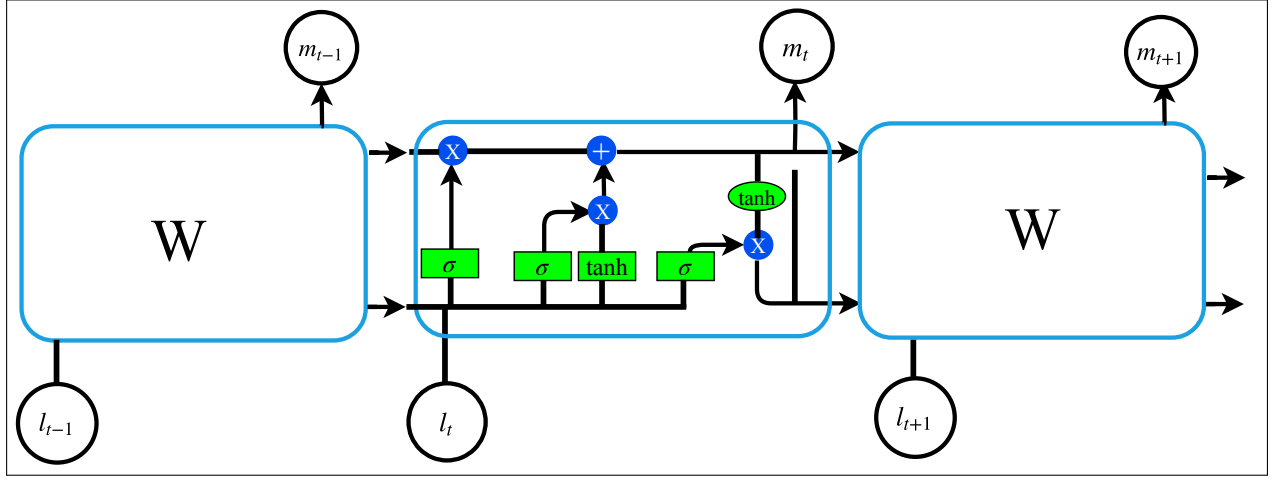 m_{t−1}
m_t
m_{t+1}
X
+
tanh
W
X
W
X
σ
σ
tanh
σ
l_{t−1}
l_t
l_{t+1}